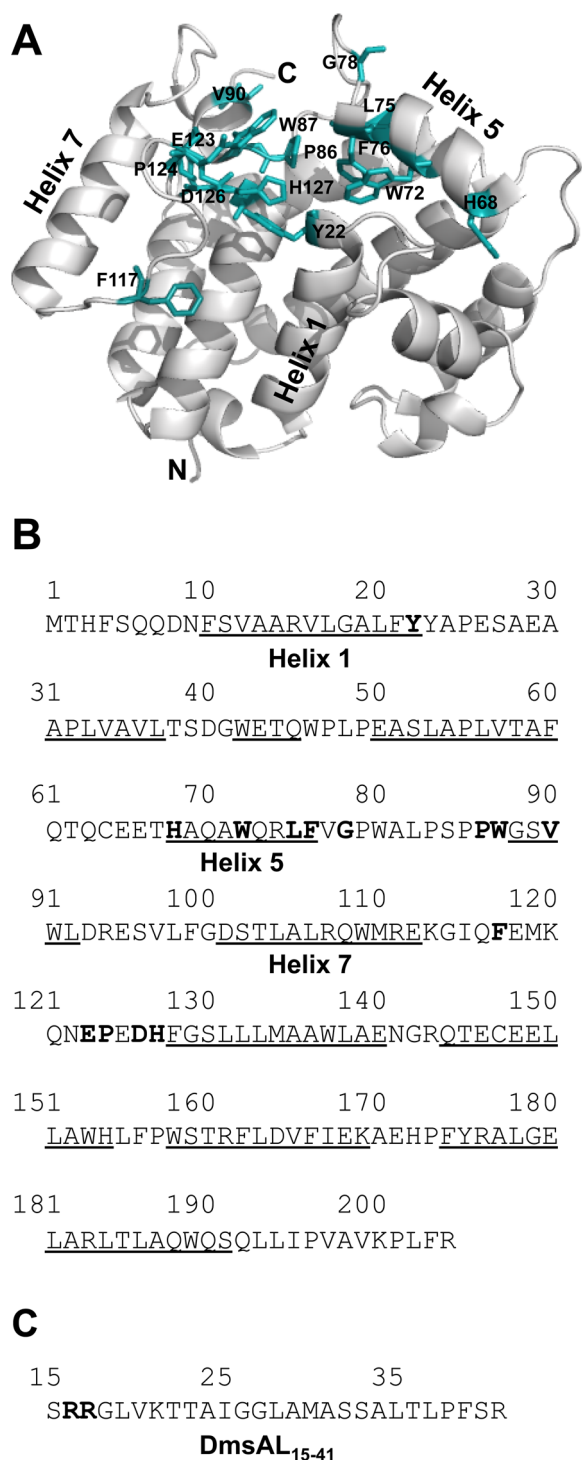 A
G78
C
V90
Helix 5
L75
W87
Helix 7
E123
P86
F76
P124
H127
W72
D126
H68
Y22
F117
Helix 1
N
B
1 10 20 30
MTHFSQQDNFSVAARVLGALFYYAPESAEA
Helix 1
31 40 50 60
APLVAVLTSDGWETQWPLPEASLAPLVTAF
61 70 80 90
QTQCEETHAQAWQRLFVGPWALPSPPWGSV
Helix 5
91 100 110 120
WLDRESVLFGDSTLALRQWMREKGIQFEMK
Helix 7
121 130 140 150
QNEPEDHFGSLLLMAAWLAENGRQTECEEL
151 160 170 180
LAWHLFPWSTRFLDVFIEKAEHPFYRALGE
181 190 200
LARLTLAQWQSQLLIPVAVKPLFR
C
15 25 35
SRRGLVKTTAIGGLAMASSALTLPFSR
DmsAL15-41